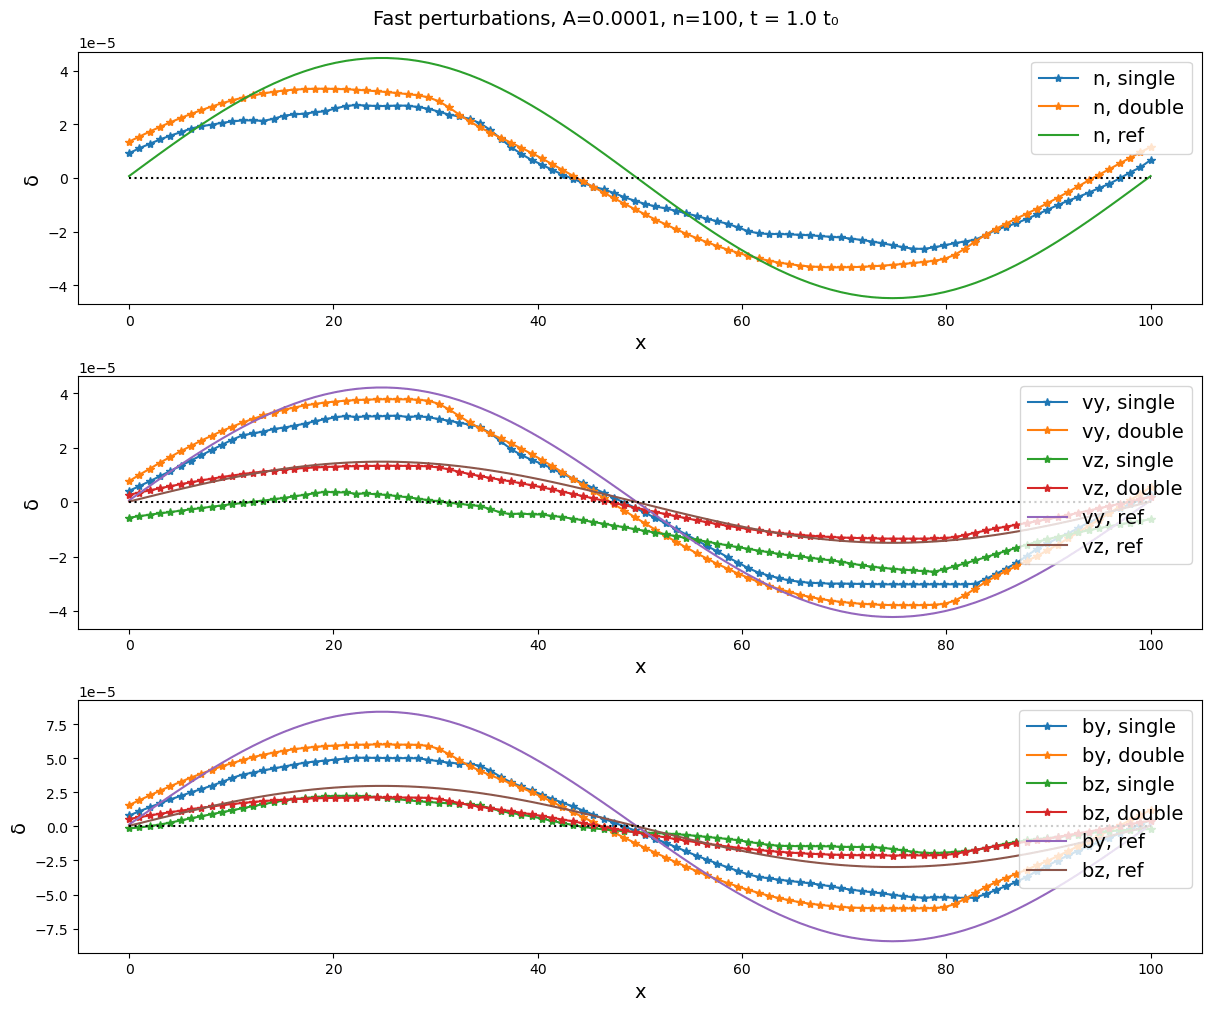 Fast perturbations, A=0.0001, n=100, t = 1.0 t₀
1e−5
4
2
0
−2
−4
δ
n, single
n, double
n, ref
0 20 40 60 80 100
x
1e−5
4
2
0
−2
−4
δ
vy, single
vy, double
vz, single
vz, double
vy, ref
vz, ref
0 20 40 60 80 100
x
1e−5
7.5
5.0
2.5
0.0
−2.5
−5.0
−7.5
δ
by, single
by, double
bz, single
bz, double
by, ref
bz, ref
0 20 40 60 80 100
x